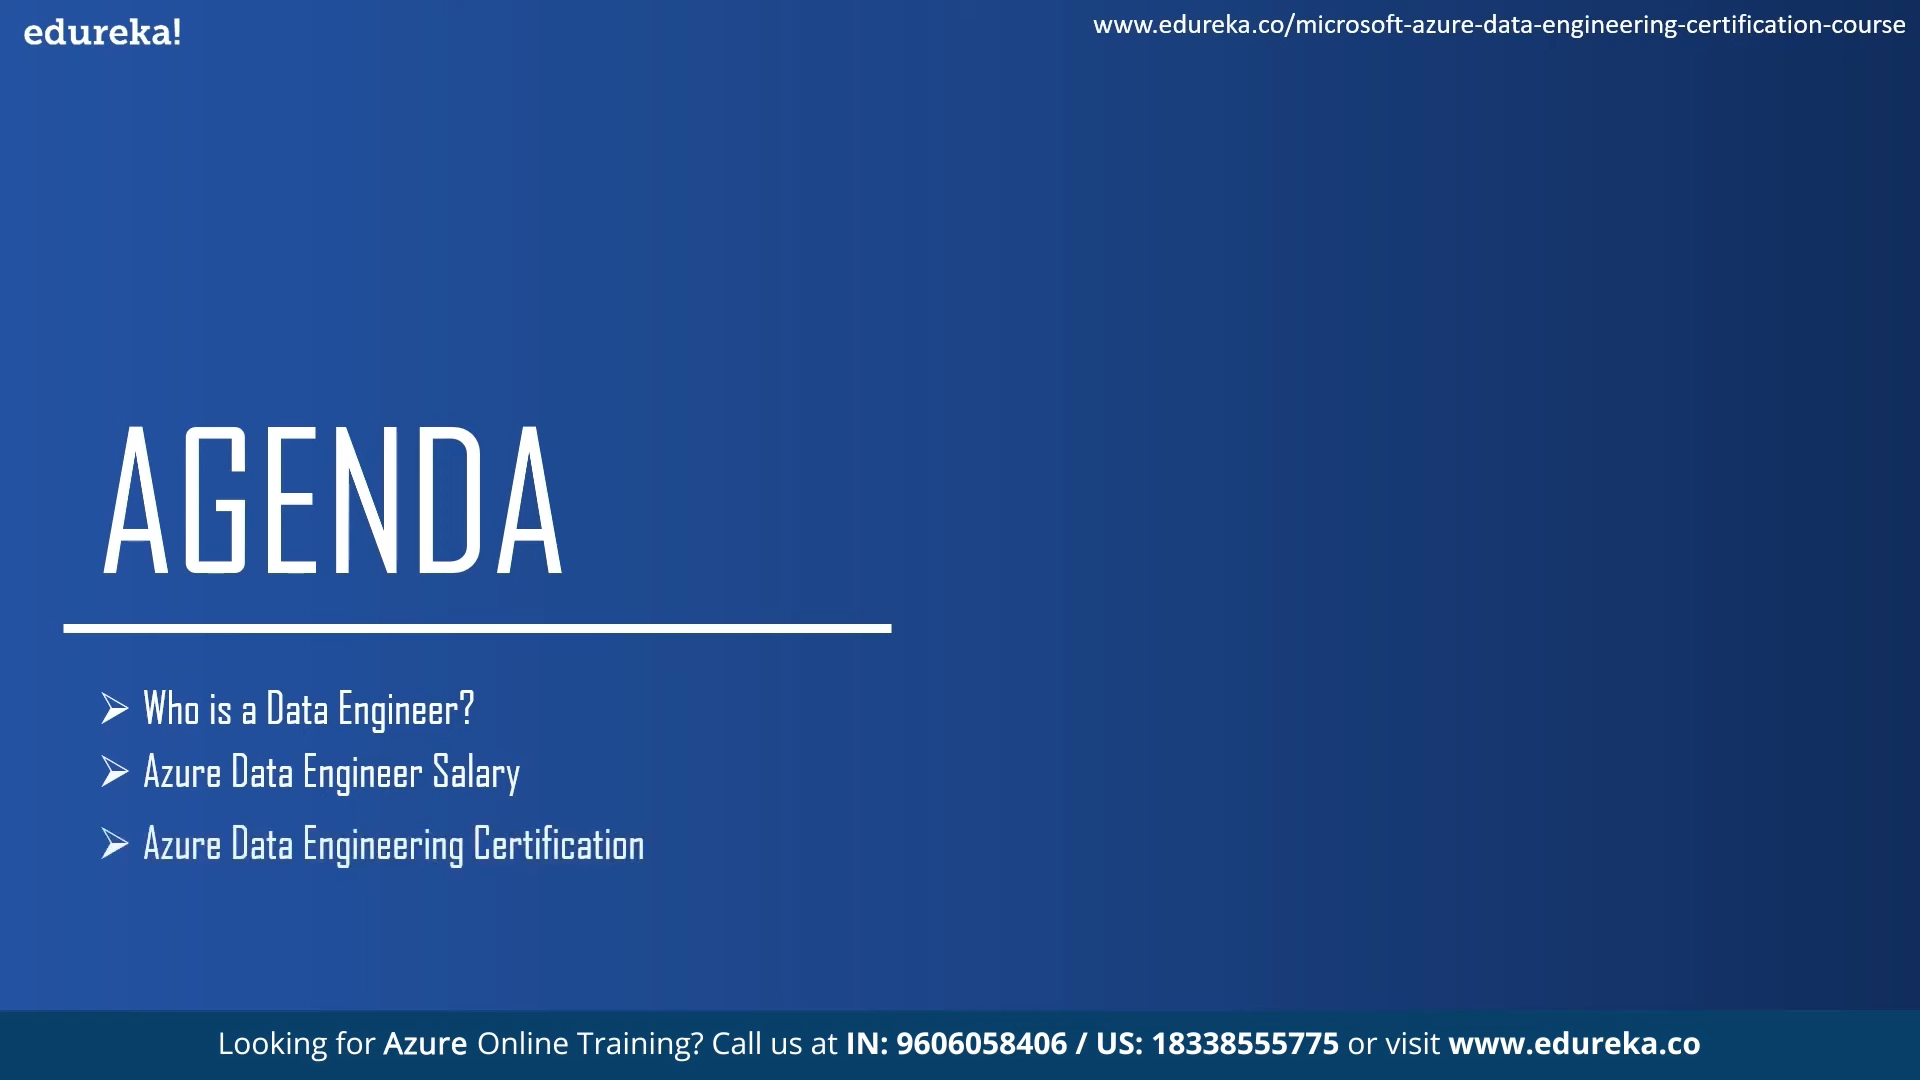 edureka!
www.edureka.co/microsoft-azure-data-engineering-certification-course
AGENDA
➢ Who is a Data Engineer?
➢ Azure Data Engineer Salary
➢ Azure Data Engineering Certification
Looking for Azure Online Training? Call us at IN: 9606058406 / US: 18338555775 or visit www.edureka.co